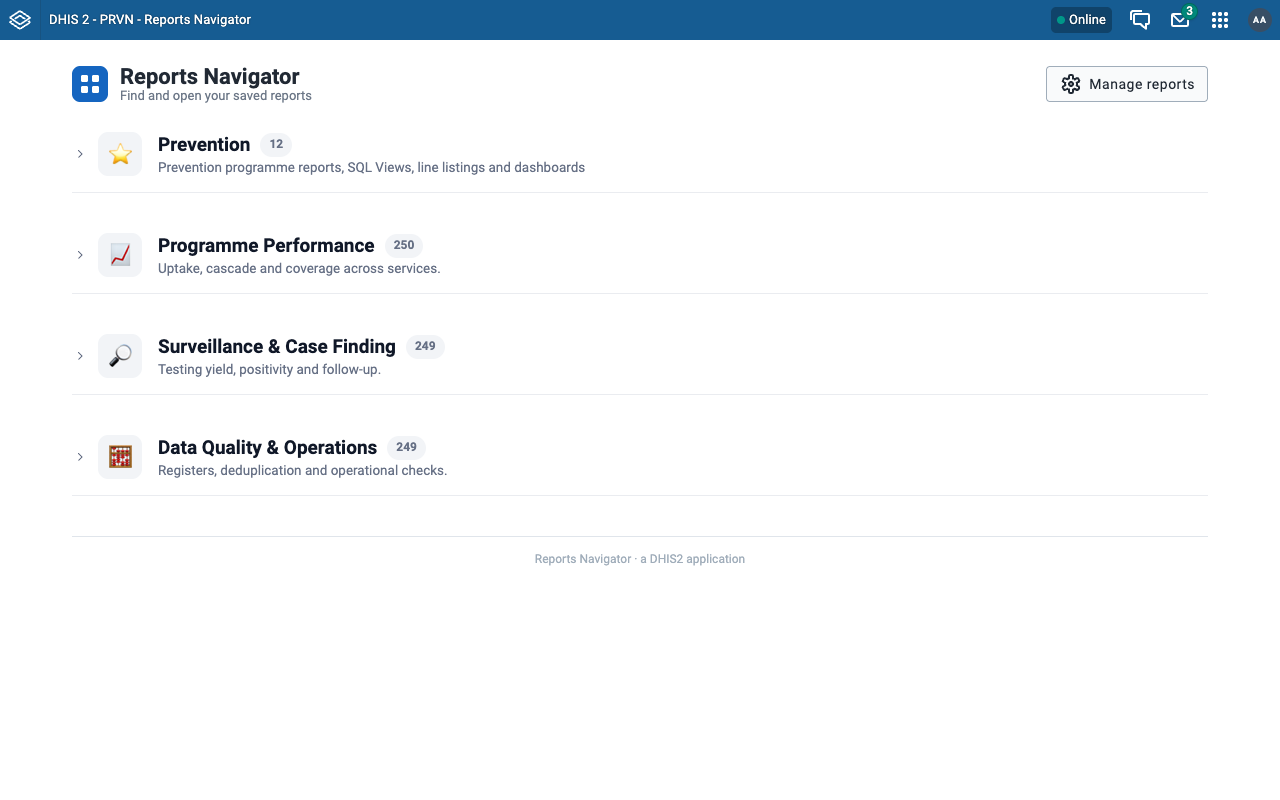 DHIS 2 - PRVN - Reports Navigator
Online
3
AA
Reports Navigator
Find and open your saved reports
Manage reports
Prevention 12
Prevention programme reports, SQL Views, line listings and dashboards
Programme Performance 250
Uptake, cascade and coverage across services.
Surveillance & Case Finding 249
Testing yield, positivity and follow-up.
Data Quality & Operations 249
Registers, deduplication and operational checks.
Reports Navigator · a DHIS2 application